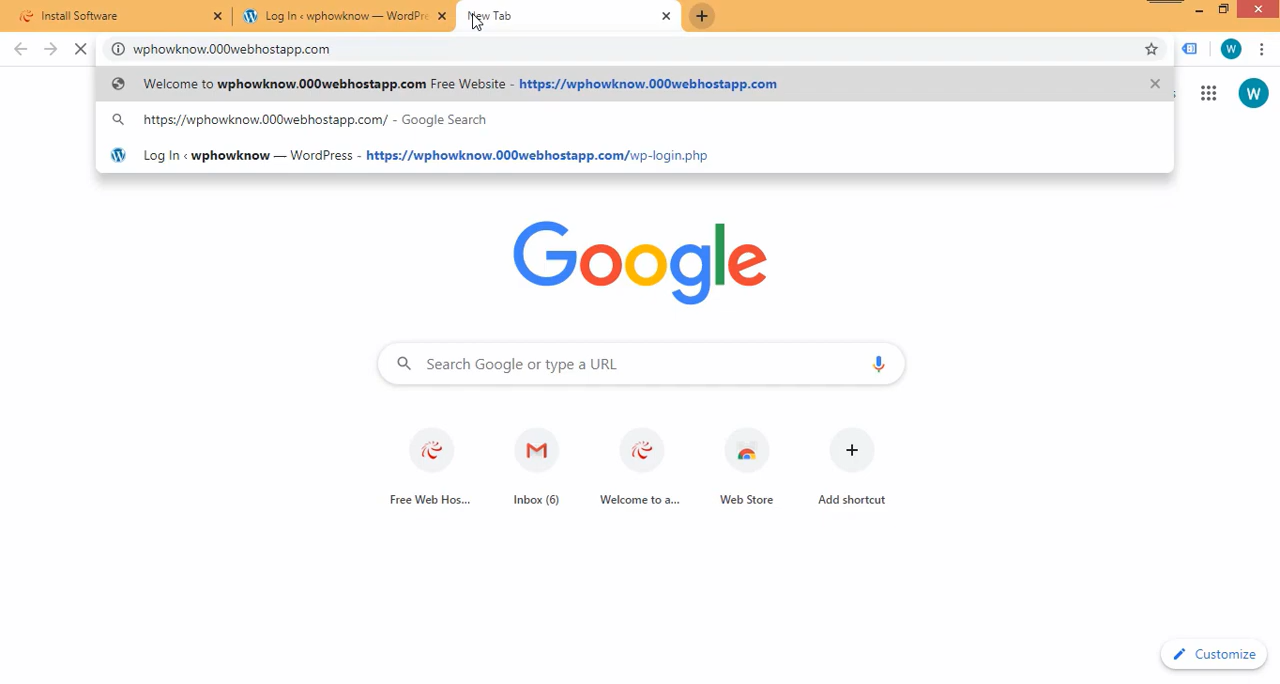 Install Software
Log In ‹ wphowknow — WordPre
New Tab
wphowknow.000webhostapp.com
W
Welcome to wphowknow.000webhostapp.com Free Website - https://wphowknow.000webhostapp.com
https://wphowknow.000webhostapp.com/ - Google Search
Log In ‹ wphowknow — WordPress - https://wphowknow.000webhostapp.com/wp-login.php
W
Google
Search Google or type a URL
Free Web Hos...
Inbox (6)
Welcome to a...
Web Store
Add shortcut
Customize